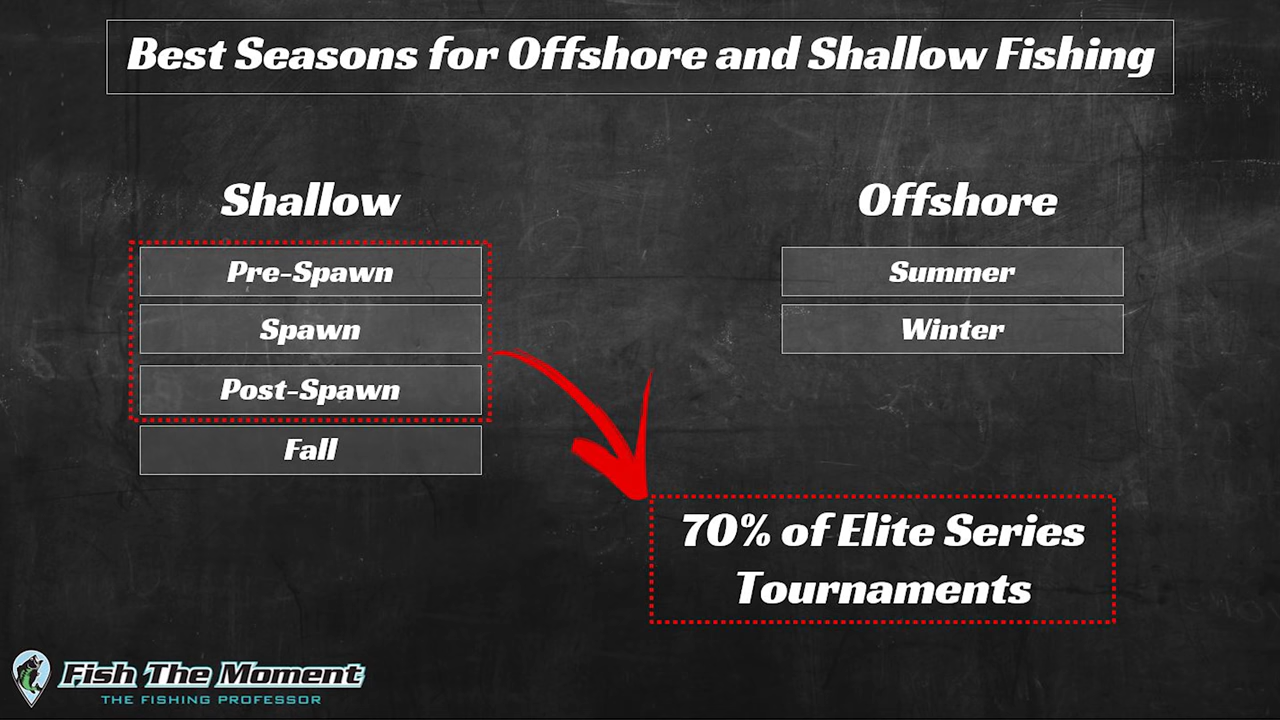 Best Seasons for Offshore and Shallow Fishing
Shallow
Pre-Spawn
Spawn
Post-Spawn
Fall
Offshore
Summer
Winter
70% of Elite Series
Tournaments
Fish The Moment
THE FISHING PROFESSOR